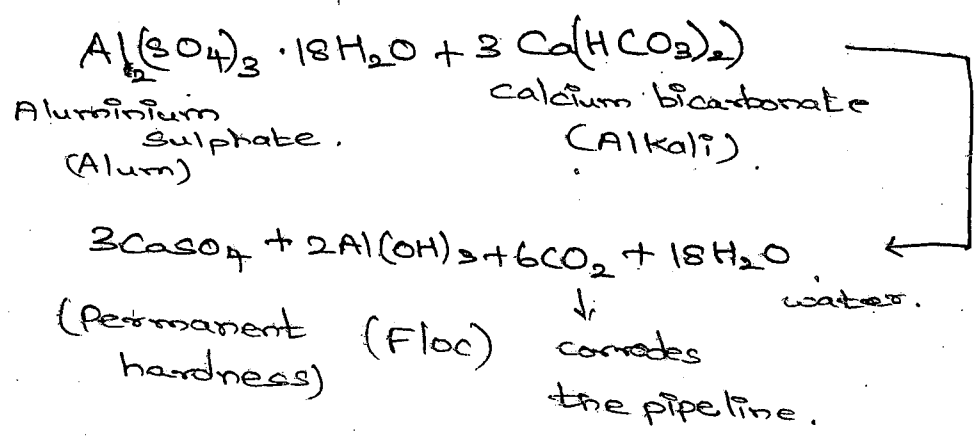 Al₂(SO₄)₃ · 18H₂O + 3 Ca(HCO₃)₂)
Aluminium calcium bicarbonate
Sulphate. (Alkali).
(Alum)
3CaSO₄ + 2Al(OH)₃ + 6CO₂ + 18H₂O
↓ water.
(Permanent (Floc) corrodes
hardness) the pipeline.